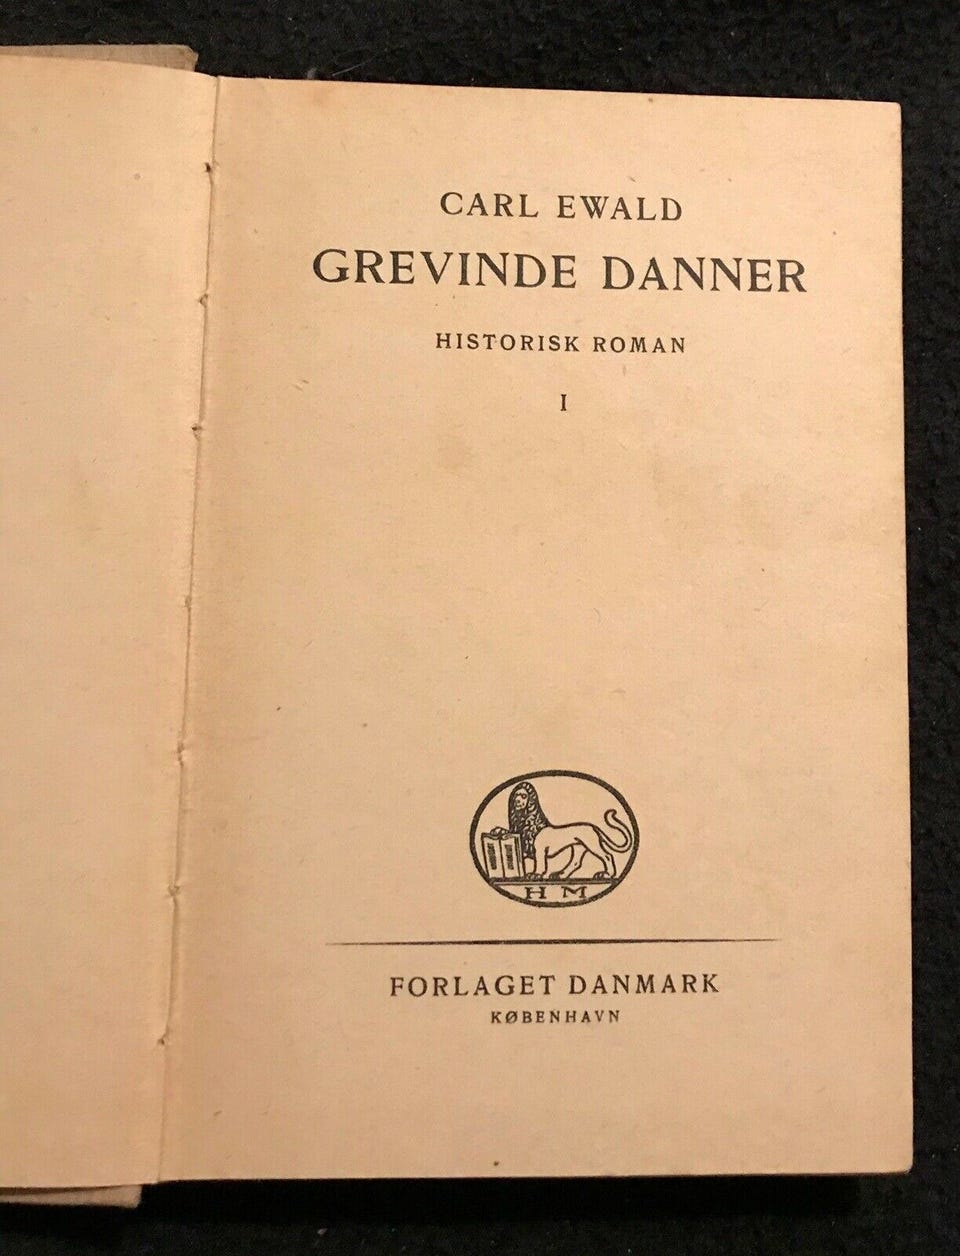 CARL EWALD
GREVINDE DANNER
HISTORISK ROMAN
I
H M
FORLAGET DANMARK
KØBENHAVN